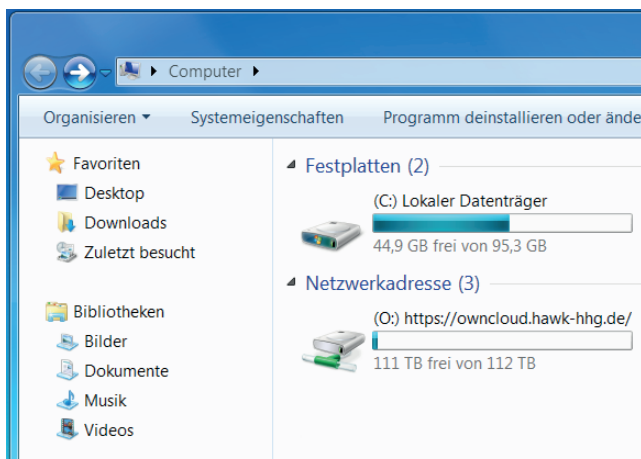 Computer
Organisieren Systemeigenschaften Programm deinstallieren oder ände
Favoriten
Desktop
Downloads
Zuletzt besucht
Bibliotheken
Bilder
Dokumente
Musik
Videos
Festplatten (2)
(C:) Lokaler Datenträger
44,9 GB frei von 95,3 GB
Netzwerkadresse (3)
(O:) https://owncloud.hawk-hhg.de/
111 TB frei von 112 TB